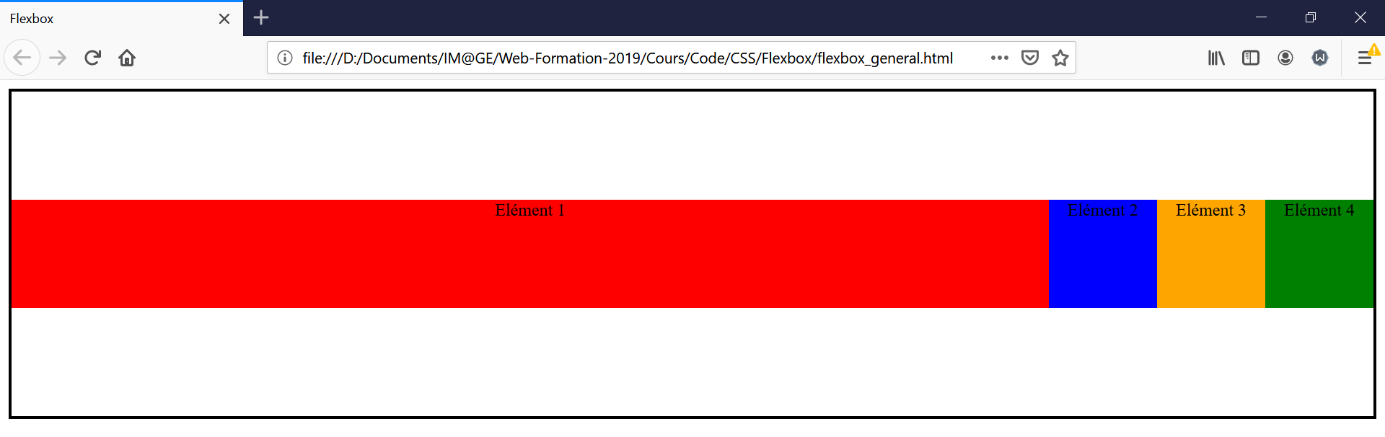 Flexbox
file:///D:/Documents/IM@GE/Web-Formation-2019/Cours/Code/CSS/Flexbox/flexbox_general.html
Elément 1 Elément 2 Elément 3 Elément 4